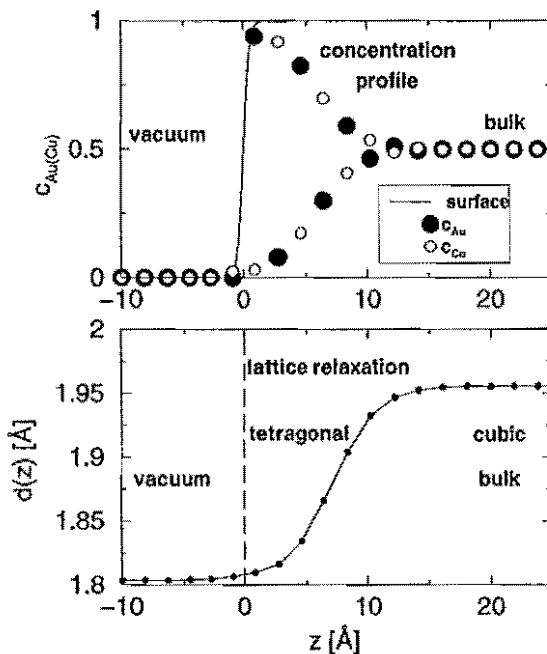 1
concentration
profile
vacuum
bulk
0.5
c_Au(Cu)
surface
c_Au
c_Cu
0
−10 0 10 20
2
lattice relaxation
1.95
tetragonal cubic
d(z) [Å]
1.9
vacuum bulk
1.85
1.8
−10 0 10 20
z [Å]